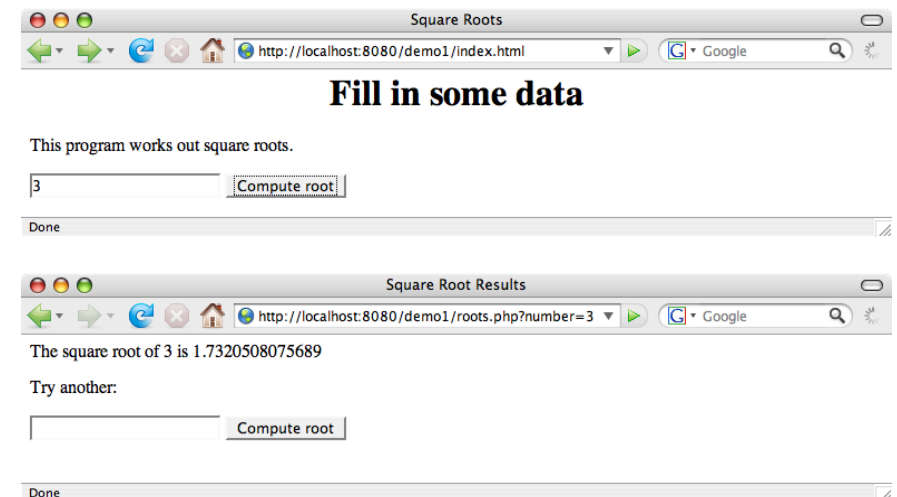 Square Roots
http://localhost:8080/demo1/index.html
G Google
Fill in some data
This program works out square roots.
3 Compute root
Done
Square Root Results
http://localhost:8080/demo1/roots.php?number=3
G Google
The square root of 3 is 1.7320508075689
Try another:
Compute root
Done